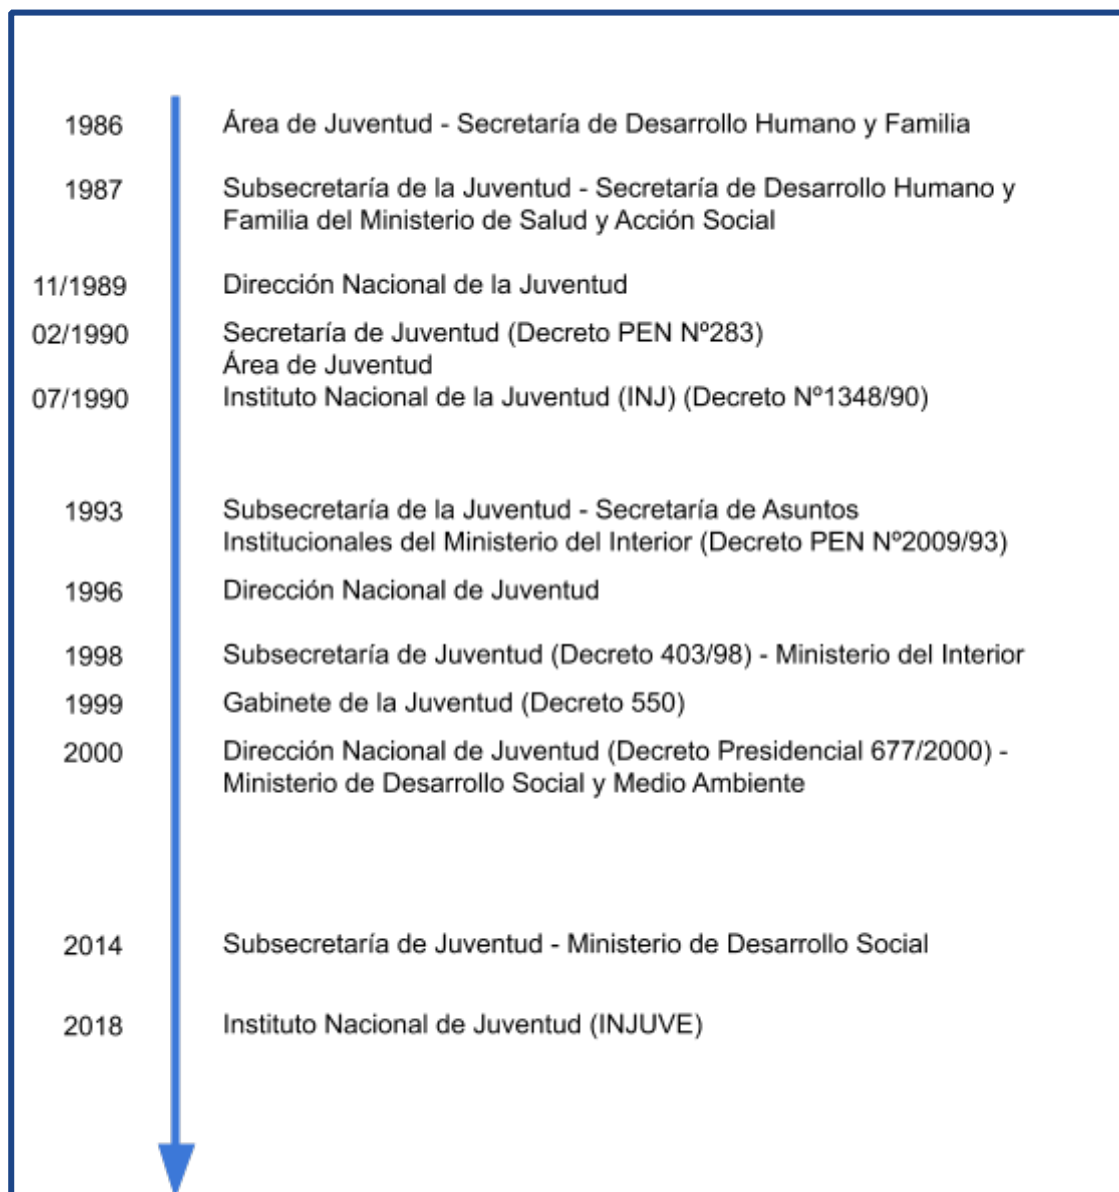 1986 Área de Juventud - Secretaría de Desarrollo Humano y Familia
1987 Subsecretaría de la Juventud - Secretaría de Desarrollo Humano y
Familia del Ministerio de Salud y Acción Social
11/1989 Dirección Nacional de la Juventud
02/1990 Secretaría de Juventud (Decreto PEN Nº283)
Área de Juventud
07/1990 Instituto Nacional de la Juventud (INJ) (Decreto Nº1348/90)
1993 Subsecretaría de la Juventud - Secretaría de Asuntos
Institucionales del Ministerio del Interior (Decreto PEN Nº2009/93)
1996 Dirección Nacional de Juventud
1998 Subsecretaría de Juventud (Decreto 403/98) - Ministerio del Interior
1999 Gabinete de la Juventud (Decreto 550)
2000 Dirección Nacional de Juventud (Decreto Presidencial 677/2000) -
Ministerio de Desarrollo Social y Medio Ambiente
2014 Subsecretaría de Juventud - Ministerio de Desarrollo Social
2018 Instituto Nacional de Juventud (INJUVE)